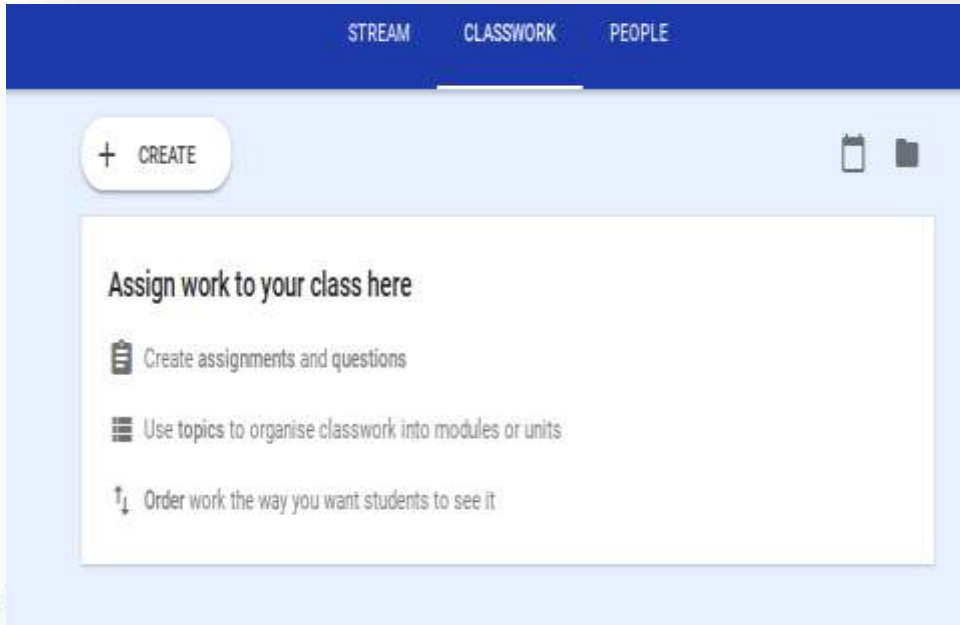 STREAM CLASSWORK PEOPLE
+ CREATE
Assign work to your class here
Create assignments and questions
Use topics to organise classwork into modules or units
Order work the way you want students to see it